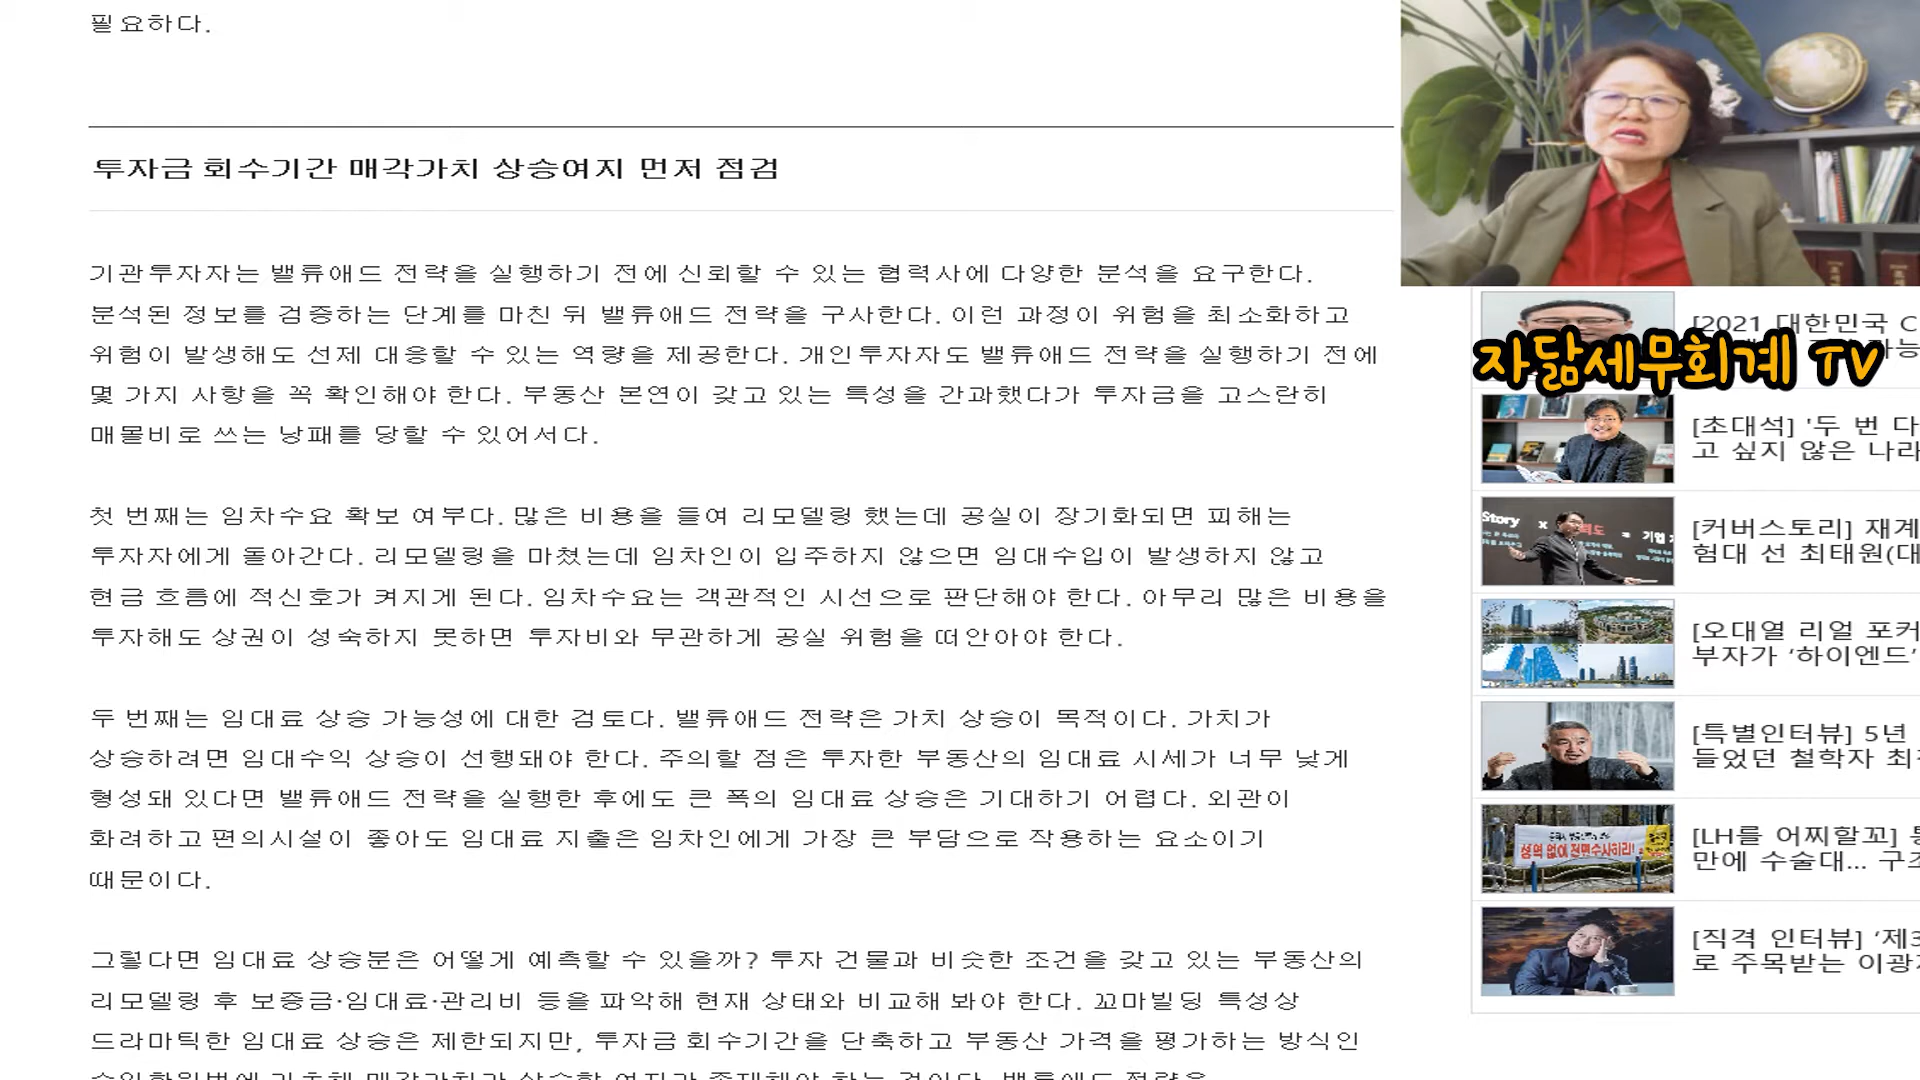 필요하다.
투자금 회수기간 매각가치 상승여지 먼저 점검
기관투자자는 밸류애드 전략을 실행하기 전에 신뢰할 수 있는 협력사에 다양한 분석을 요구한다.
분석된 정보를 검증하는 단계를 마친 뒤 밸류애드 전략을 구사한다. 이런 과정이 위험을 최소화하고
위험이 발생해도 선제 대응할 수 있는 역량을 제공한다. 개인투자자도 밸류애드 전략을 실행하기 전에
몇 가지 사항을 꼭 확인해야 한다. 부동산 본연이 갖고 있는 특성을 간과했다가 투자금을 고스란히
매몰비로 쓰는 낭패를 당할 수 있어서다.
첫 번째는 임차수요 확보 여부다. 많은 비용을 들여 리모델링 했는데 공실이 장기화되면 피해는
투자자에게 돌아간다. 리모델링을 마쳤는데 임차인이 입주하지 않으면 임대수입이 발생하지 않고
현금 흐름에 적신호가 켜지게 된다. 임차수요는 객관적인 시선으로 판단해야 한다. 아무리 많은 비용을
투자해도 상권이 성숙하지 못하면 투자비와 무관하게 공실 위험을 떠안아야 한다.
두 번째는 임대료 상승 가능성에 대한 검토다. 밸류애드 전략은 가치 상승이 목적이다. 가치가
상승하려면 임대수익 상승이 선행돼야 한다. 주의할 점은 투자한 부동산의 임대료 시세가 너무 낮게
형성돼 있다면 밸류애드 전략을 실행한 후에도 큰 폭의 임대료 상승은 기대하기 어렵다. 외관이
화려하고 편의시설이 좋아도 임대료 지출은 임차인에게 가장 큰 부담으로 작용하는 요소이기
때문이다.
그렇다면 임대료 상승분은 어떻게 예측할 수 있을까? 투자 건물과 비슷한 조건을 갖고 있는 부동산의
리모델링 후 보증금·임대료·관리비 등을 파악해 현재 상태와 비교해 봐야 한다. 꼬마빌딩 특성상
드라마틱한 임대료 상승은 제한되지만, 투자금 회수기간을 단축하고 부동산 가격을 평가하는 방식인
[2021 대한민국 C
자닮세무회계 TV
[초대석] '두 번 다
고 싶지 않은 나라
Story x
[커버스토리] 재계
험대 선 최태원(대
[오대열 리얼 포커
부자가 ‘하이엔드’
[특별인터뷰] 5년
들었던 철학자
성역 없이 전면수사하라!
[LH를 어찌할꼬]
만에 수술대... 구조
[직격 인터뷰] ‘제3
로 주목받는 이광재